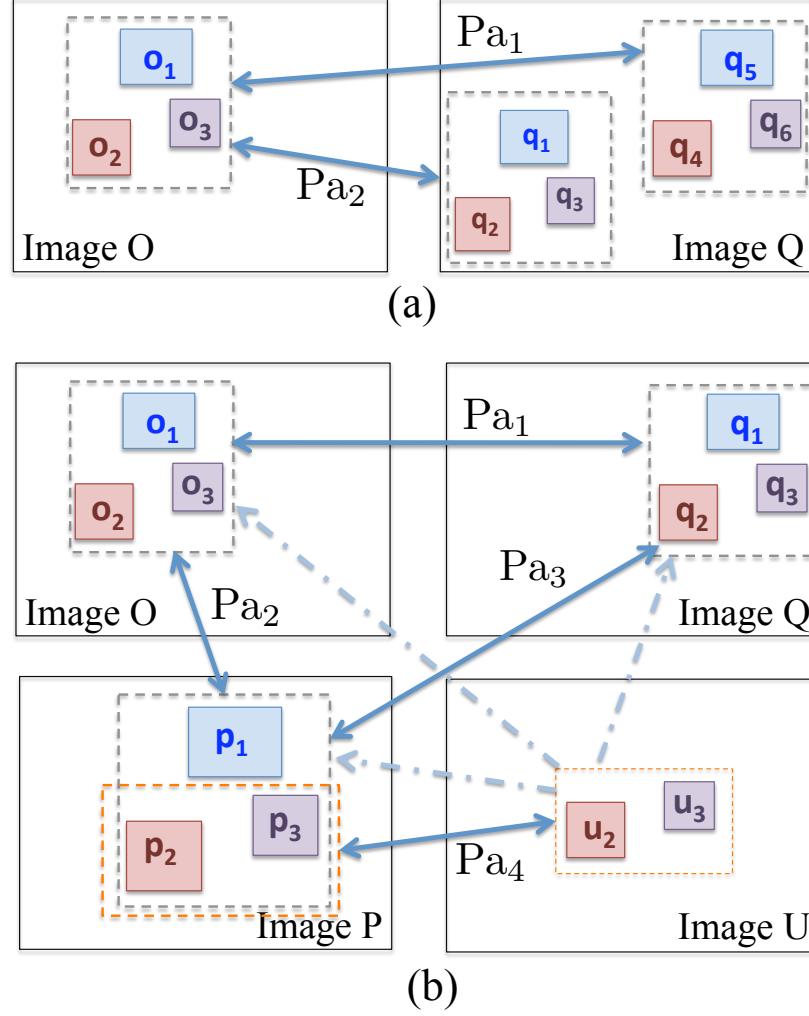 Pa₁
o₁
q₅
o₃
q₁
q₆
o₂
q₄
Pa₂
q₃
q₂
Image O
Image Q
(a)
o₁
Pa₁
q₁
o₃
q₃
o₂
q₂
Pa₃
Image O
Pa₂
Image Q
p₁
p₃
u₃
p₂
u₂
Pa₄
Image P
Image U
(b)